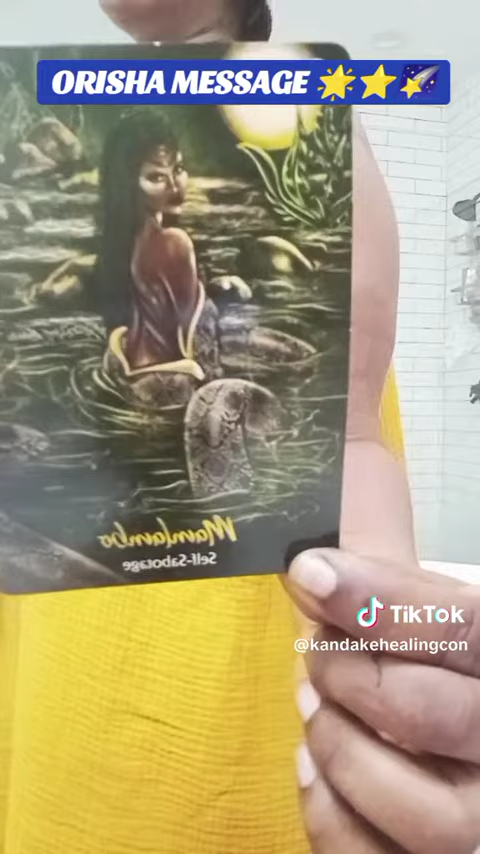 ORISHA MESSAGE 🌟⭐🌠
Mamlambo
Self-Sabotage
TikTok
@kandakehealingcon